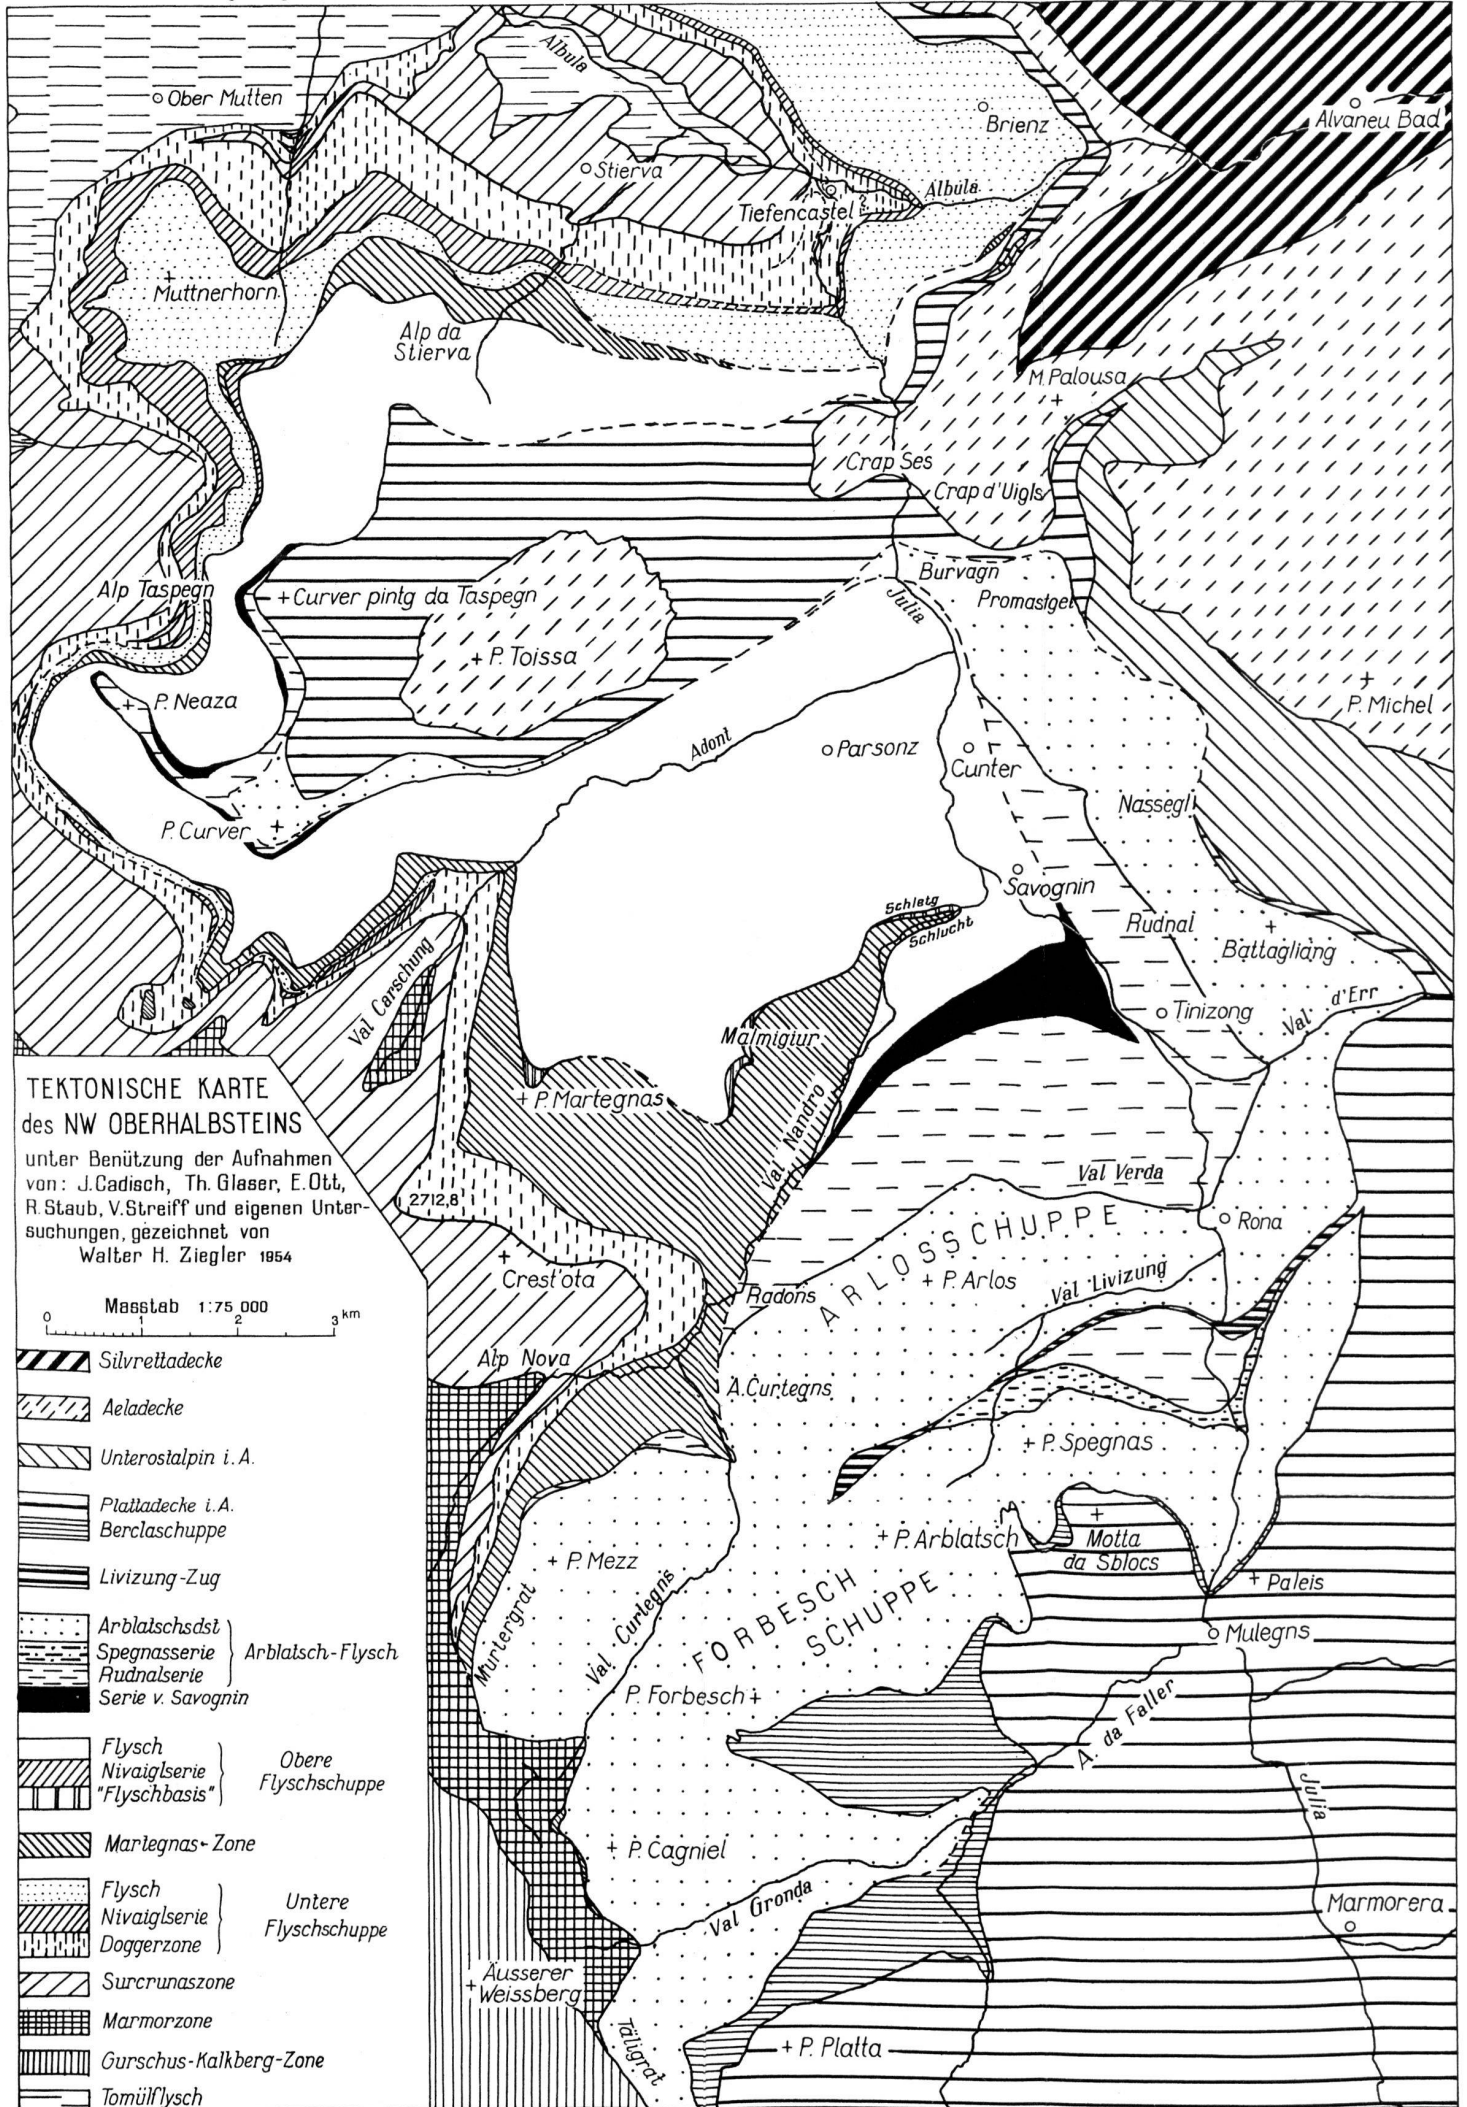 Albula
Ober Mutten
Alvaneu Bad
Brienz
Stierva
Albula
Tiefencastel
Muttnerhorn
Alp da
Stierva
M. Palousa
Crap Ses
Crap d'Uigls
Burvagn
Alp Taspegn
Curver pintg da Taspegn
Julia
Promastgel
P. Toissa
P. Michel
P. Neaza
Adont
Parsonz
Cunter
Nassegl
P. Curver
Savognin
Schletg
Schlucht
Rudnal
Battagliang
Val Carschung
Val d'Err
Tinizong
Malmigiur
P. Martegnas
Val Nandro
Val Verda
2712,8
Rona
ARLOSSCHUPPE
P. Arlos
Crest'ota
Val Livizung
Radons
Alp Nova
A. Curtegns
P. Spegnas
P. Arblatsch
Motta
da Sblocs
P. Mezz
Paleis
Val Curtegns
FORBESCH
SCHUPPE
Murtergrat
Mulegns
P. Forbesch
A. da Faller
Julia
P. Cagniel
Val Gronda
Marmorera
Äusserer
Weissberg
Täligrat
P. Platta
TEKTONISCHE KARTE
des NW OBERHALBSTEINS
unter Benützung der Aufnahmen
von: J. Cadisch, Th. Glaser, E. Ott,
R. Staub, V. Streiff und eigenen Unter-
suchungen, gezeichnet von
Walter H. Ziegler 1954
Masstab 1:75 000
0 1 2 3 km
Silvrettadecke
Aeladecke
Unterostalpin i. A.
Plattadecke i. A.
Berclaschuppe
Livizung-Zug
Arblatschsdst
Spegnasserie
Rudnalserie
Arblatsch-Flysch
Serie v. Savognin
Flysch
Nivaiglserie
"Flyschbasis"
Obere
Flyschschuppe
Martegnas-Zone
Flysch
Nivaiglserie
Doggerzone
Untere
Flyschschuppe
Surcrunaszone
Marmorzone
Gurschus-Kalkberg-Zone
Tomülflysch